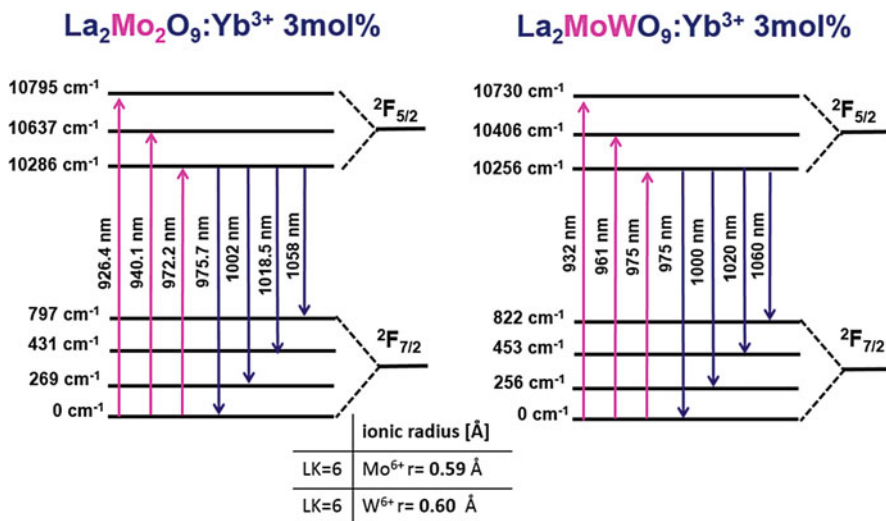 La₂Mo₂O₉:Yb³⁺ 3mol%
10795 cm⁻¹
10637 cm⁻¹
10286 cm⁻¹
²F₅/₂
926.4 nm
940.1 nm
972.2 nm
975.7 nm
1002 nm
1018.5 nm
1058 nm
797 cm⁻¹
431 cm⁻¹
269 cm⁻¹
0 cm⁻¹
²F₇/₂
La₂MoWO₉:Yb³⁺ 3mol%
10730 cm⁻¹
10406 cm⁻¹
10256 cm⁻¹
²F₅/₂
932 nm
961 nm
975 nm
975 nm
1000 nm
1020 nm
1060 nm
822 cm⁻¹
453 cm⁻¹
256 cm⁻¹
0 cm⁻¹
²F₇/₂
ionic radius [Å]
LK=6 Mo⁶⁺ r= 0.59 Å
LK=6 W⁶⁺ r= 0.60 Å